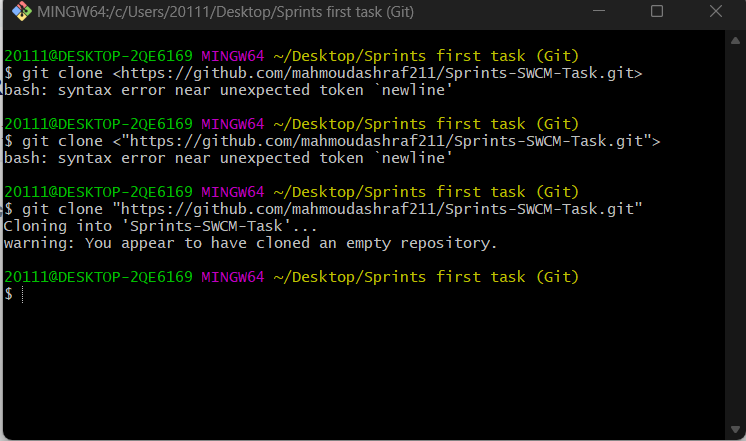 MINGW64:/c/Users/20111/Desktop/Sprints first task (Git)
20111@DESKTOP-2QE6169 MINGW64 ~/Desktop/Sprints first task (Git)
$ git clone <https://github.com/mahmoudashraf211/Sprints-SWCM-Task.git>
bash: syntax error near unexpected token `newline'
20111@DESKTOP-2QE6169 MINGW64 ~/Desktop/Sprints first task (Git)
$ git clone <"https://github.com/mahmoudashraf211/Sprints-SWCM-Task.git">
bash: syntax error near unexpected token `newline'
20111@DESKTOP-2QE6169 MINGW64 ~/Desktop/Sprints first task (Git)
$ git clone "https://github.com/mahmoudashraf211/Sprints-SWCM-Task.git"
Cloning into 'Sprints-SWCM-Task'...
warning: You appear to have cloned an empty repository.
20111@DESKTOP-2QE6169 MINGW64 ~/Desktop/Sprints first task (Git)
$